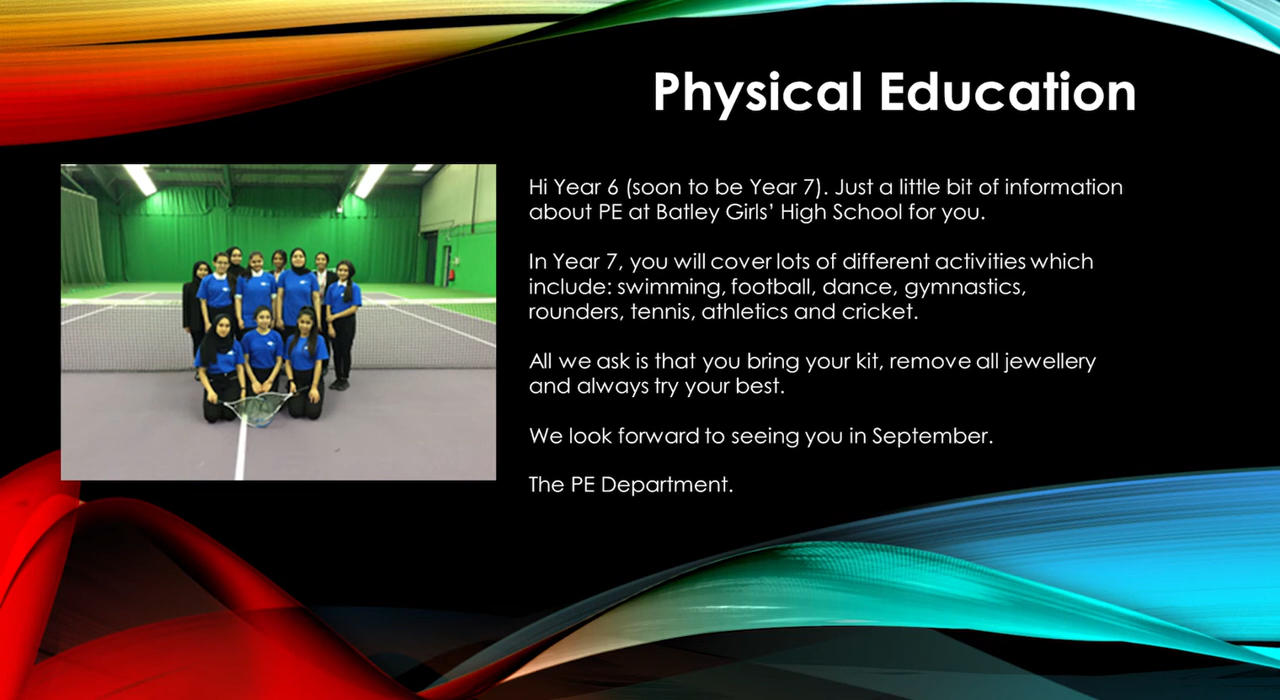 Physical Education
Hi Year 6 (soon to be Year 7). Just a little bit of information
about PE at Batley Girls’ High School for you.
In Year 7, you will cover lots of different activities which
include: swimming, football, dance, gymnastics,
rounders, tennis, athletics and cricket.
All we ask is that you bring your kit, remove all jewellery
and always try your best.
We look forward to seeing you in September.
The PE Department.